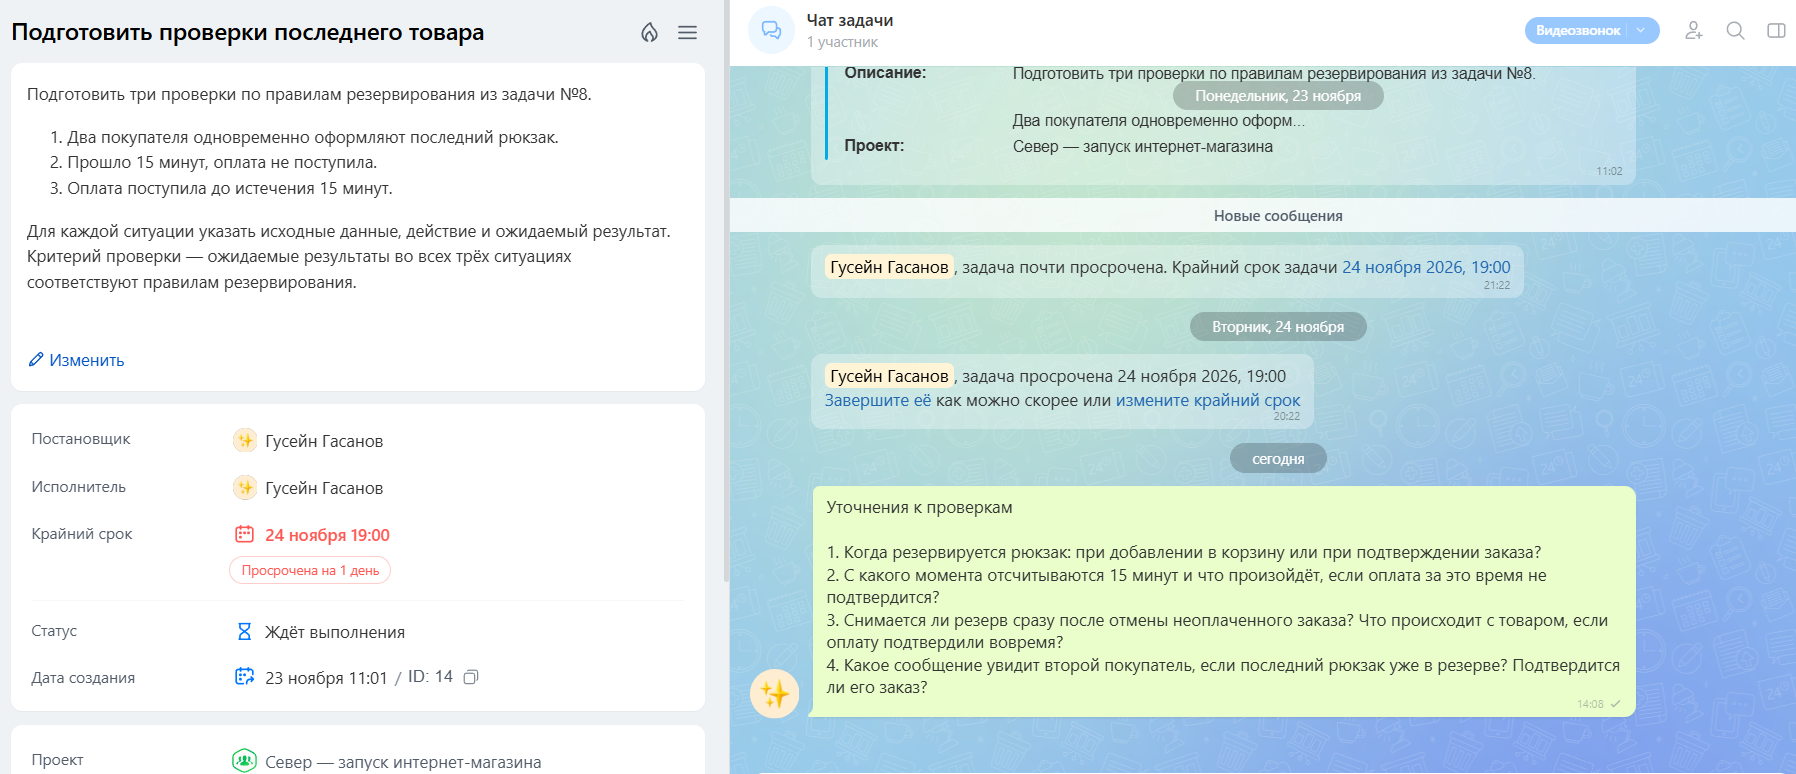 Подготовить проверки последнего товара
Подготовить три проверки по правилам резервирования из задачи №8.
1. Два покупателя одновременно оформляют последний рюкзак.
2. Прошло 15 минут, оплата не поступила.
3. Оплата поступила до истечения 15 минут.
Для каждой ситуации указать исходные данные, действие и ожидаемый результат.
Критерий проверки — ожидаемые результаты во всех трёх ситуациях
соответствуют правилам резервирования.
Изменить
Постановщик
Гусейн Гасанов
Исполнитель
Гусейн Гасанов
Крайний срок
24 ноября 19:00
Просрочена на 1 день
Статус
Ждёт выполнения
Дата создания
23 ноября 11:01 / ID: 14
Проект
Север — запуск интернет-магазина
Чат задачи
1 участник
Видеозвонок
Описание:
Подготовить три проверки по правилам резервирования из задачи №8.
Понедельник, 23 ноября
Два покупателя одновременно оформ...
Проект:
Север — запуск интернет-магазина
11:02
Новые сообщения
Гусейн Гасанов, задача почти просрочена. Крайний срок задачи 24 ноября 2026, 19:00
21:22
Вторник, 24 ноября
Гусейн Гасанов, задача просрочена 24 ноября 2026, 19:00
Завершите её как можно скорее или измените крайний срок
20:22
сегодня
Уточнения к проверкам
1. Когда резервируется рюкзак: при добавлении в корзину или при подтверждении заказа?
2. С какого момента отсчитываются 15 минут и что произойдёт, если оплата за это время не
подтвердится?
3. Снимается ли резерв сразу после отмены неоплаченного заказа? Что происходит с товаром, если
оплату подтвердили вовремя?
4. Какое сообщение увидит второй покупатель, если последний рюкзак уже в резерве? Подтвердится
ли его заказ?
14:08